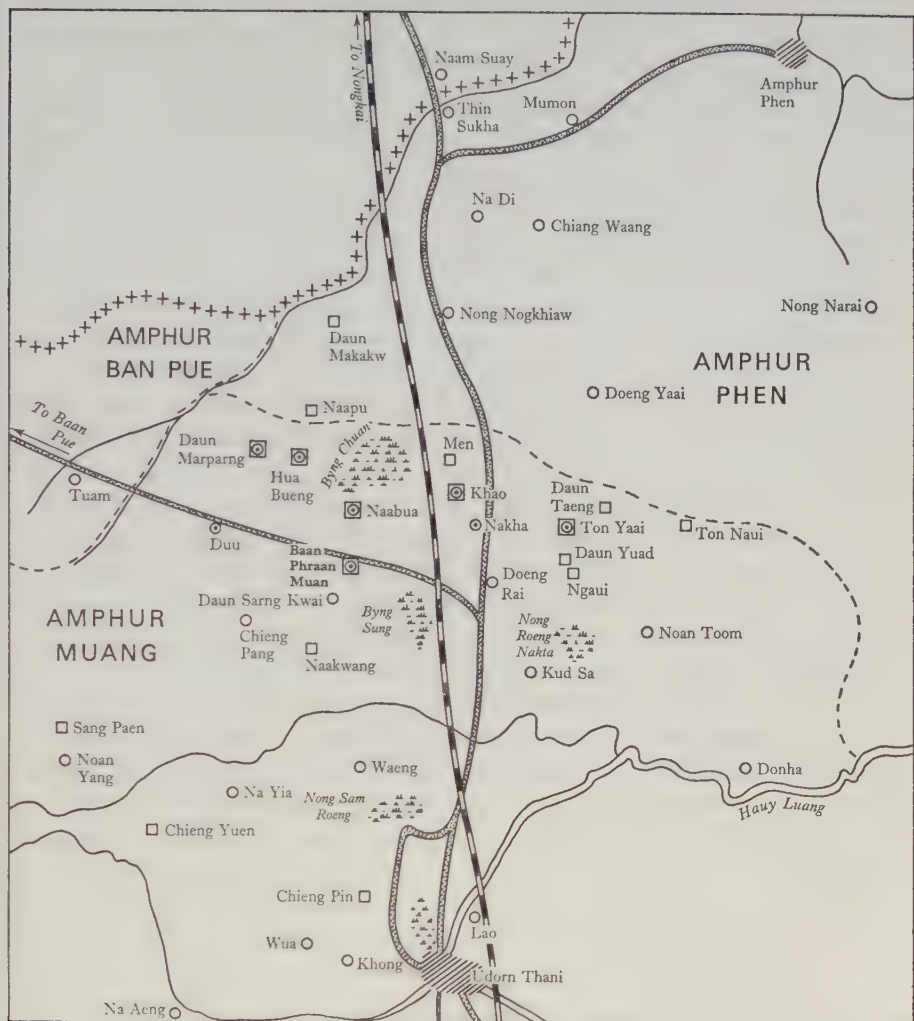 To Nongkai
Naam Suay
Amphur
Phen
Thin
Sukha
Mumon
Na Di
Chiang Waang
Nong Narai
Nong Nogkhiaw
AMPHUR
BAN PUE
Daun
Makakw
AMPHUR
PHEN
Doeng Yaai
To Baan
Pue
Naapu
Daun
Marparng
Hua
Bueng
Byng Chuan
Men
Tuam
Khao
Daun
Taeng
Naabua
Nakha
Ton Yaai
Ton Naui
Duu
Baan
Phraan
Muan
Daun Yuad
Doeng
Rai
Ngaui
Daun Sarng Kwai
AMPHUR
MUANG
Chieng
Pang
Byng
Sung
Nong
Roeng
Nakta
Noan Toom
Naakwang
Kud Sa
Sang Paen
Noan
Yang
Waeng
Donha
Na Yia
Nong Sam
Roeng
Hauy Luang
Chieng Yuen
Chieng Pin
Lao
Wua
Khong
Udorn Thani
Na Aeng